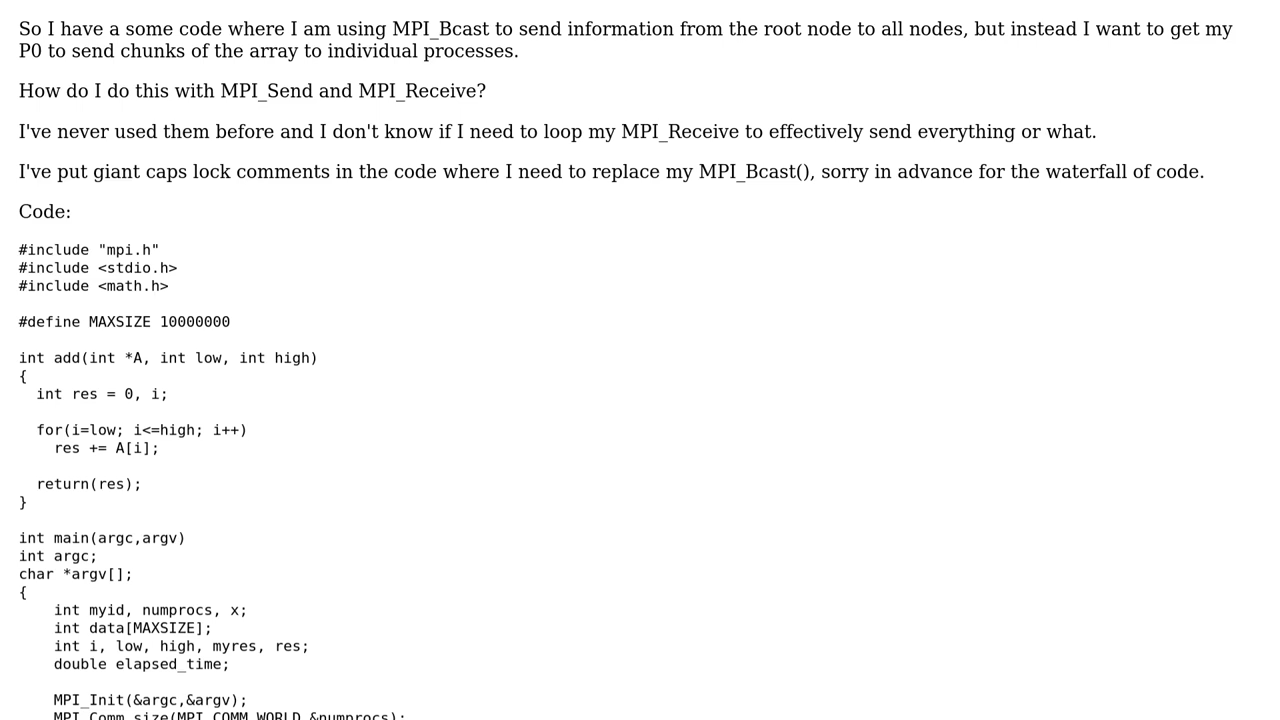 So I have a some code where I am using MPI_Bcast to send information from the root node to all nodes, but instead I want to get my
P0 to send chunks of the array to individual processes.
How do I do this with MPI_Send and MPI_Receive?
I've never used them before and I don't know if I need to loop my MPI_Receive to effectively send everything or what.
I've put giant caps lock comments in the code where I need to replace my MPI_Bcast(), sorry in advance for the waterfall of code.
Code:
#include "mpi.h"
#include <stdio.h>
#include <math.h>
#define MAXSIZE 10000000
int add(int *A, int low, int high)
{
  int res = 0, i;
  for(i=low; i<=high; i++)
    res += A[i];
  return(res);
}
int main(argc,argv)
int argc;
char *argv[];
{
    int myid, numprocs, x;
    int data[MAXSIZE];
    int i, low, high, myres, res;
    double elapsed_time;
    MPI_Init(&argc,&argv);
    MPI_Comm_size(MPI_COMM_WORLD,&numprocs);